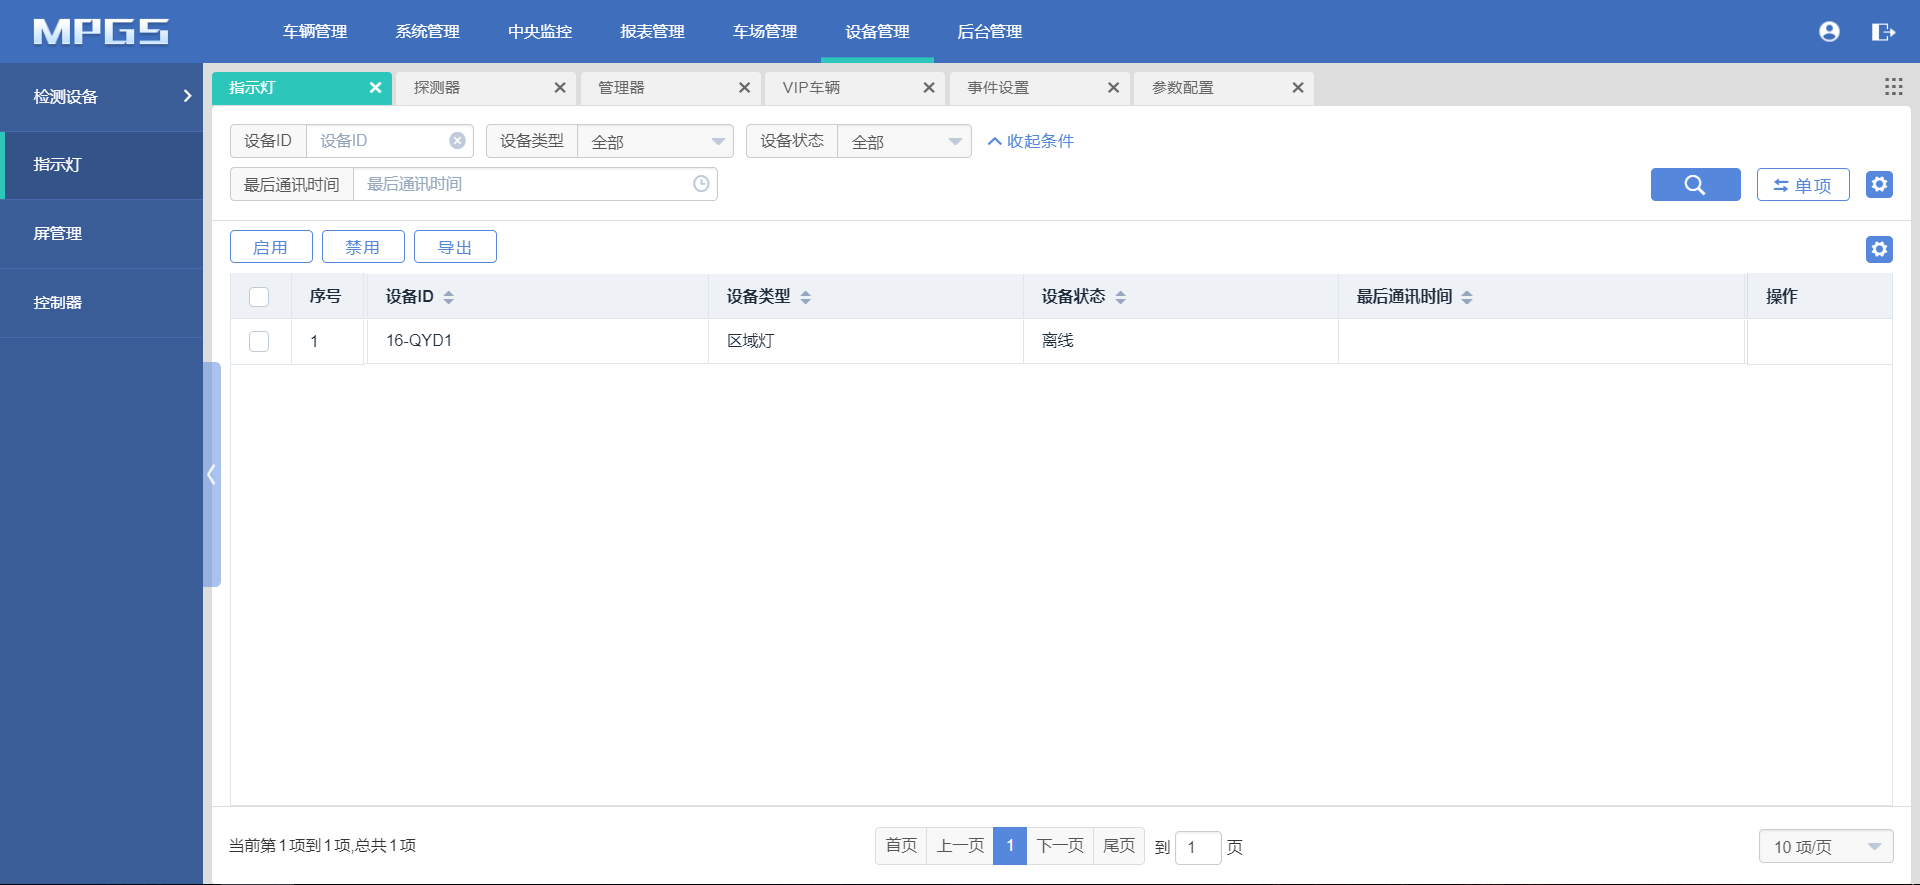 MPGS 车辆管理 系统管理 中央监控 报表管理 车场管理 设备管理 后台管理
检测设备
指示灯
屏管理
控制器
指示灯 探测器 管理器 VIP车辆 事件设置 参数配置
设备ID 设备ID 设备类型 全部 设备状态 全部 收起条件
最后通讯时间 最后通讯时间 单项
启用 禁用 导出
序号 设备ID 设备类型 设备状态 最后通讯时间 操作
1 16-QYD1 区域灯 离线
当前第1项到1项,总共1项 首页 上一页 1 下一页 尾页 到 1 页 10 项/页